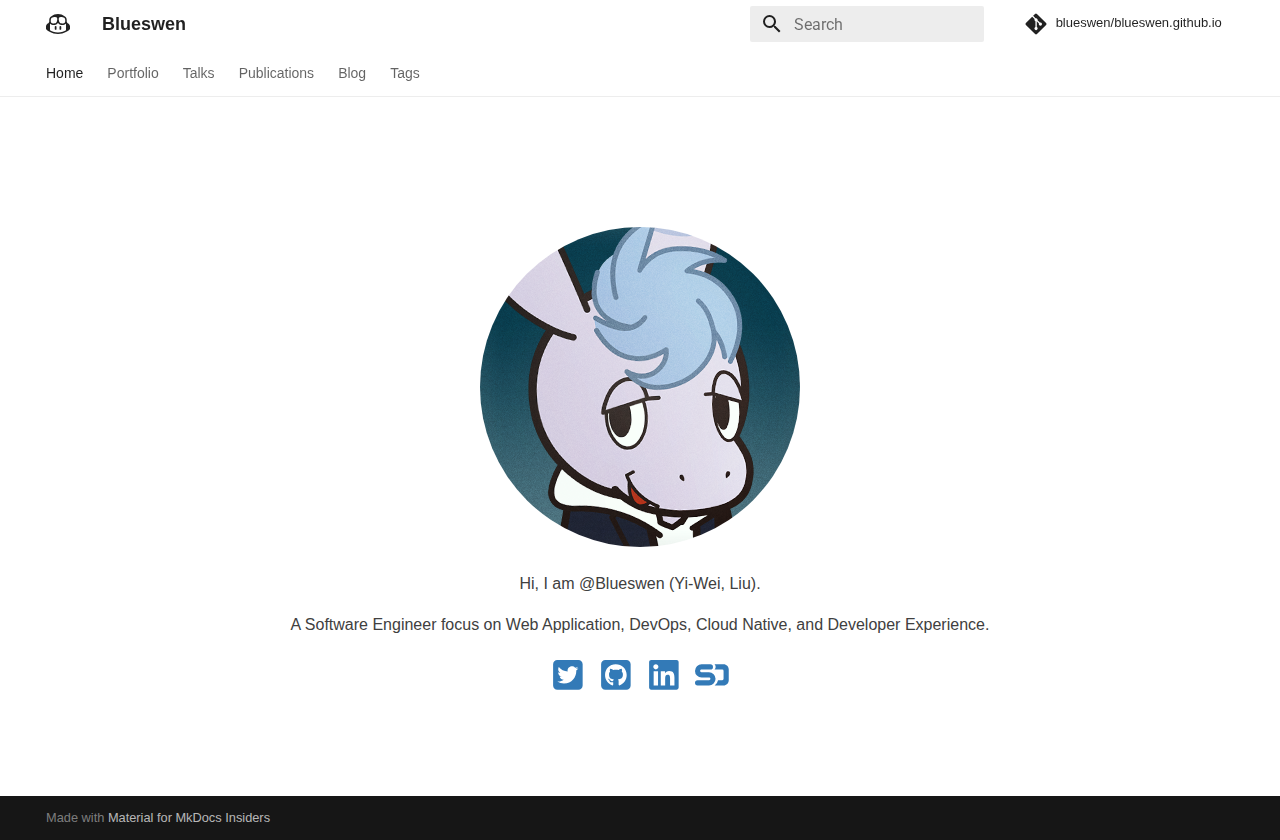 Blueswen
Search
blueswen/blueswen.github.io
Home Portfolio Talks Publications Blog Tags
Hi, I am @Blueswen (Yi-Wei, Liu).
A Software Engineer focus on Web Application, DevOps, Cloud Native, and Developer Experience.
Made with Material for MkDocs Insiders